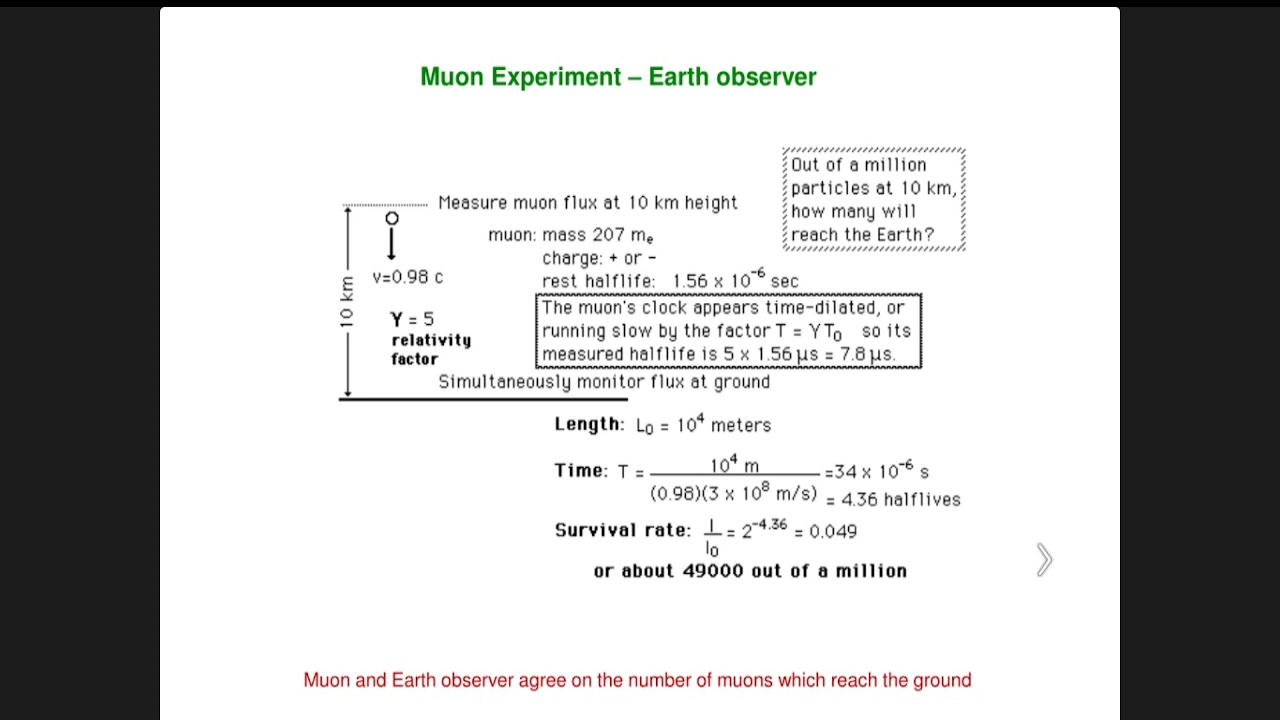 Muon Experiment – Earth observer
Out of a million
particles at 10 km,
how many will
reach the Earth?
Measure muon flux at 10 km height
muon: mass 207 mₑ
charge: + or –
rest halflife: 1.56 x 10⁻⁶ sec
v=0.98 c
10 km
ϒ = 5
relativity
factor
The muon's clock appears time-dilated, or
running slow by the factor T = ϒT₀ so its
measured halflife is 5 x 1.56 µs = 7.8 µs.
Simultaneously monitor flux at ground
Length: L₀ = 10⁴ meters
Time: T = 10⁴ m / (0.98)(3 x 10⁸ m/s) =34 x 10⁻⁶ s
= 4.36 halflives
Survival rate: I / I₀ = 2⁻⁴·³⁶ = 0.049
or about 49000 out of a million
Muon and Earth observer agree on the number of muons which reach the ground